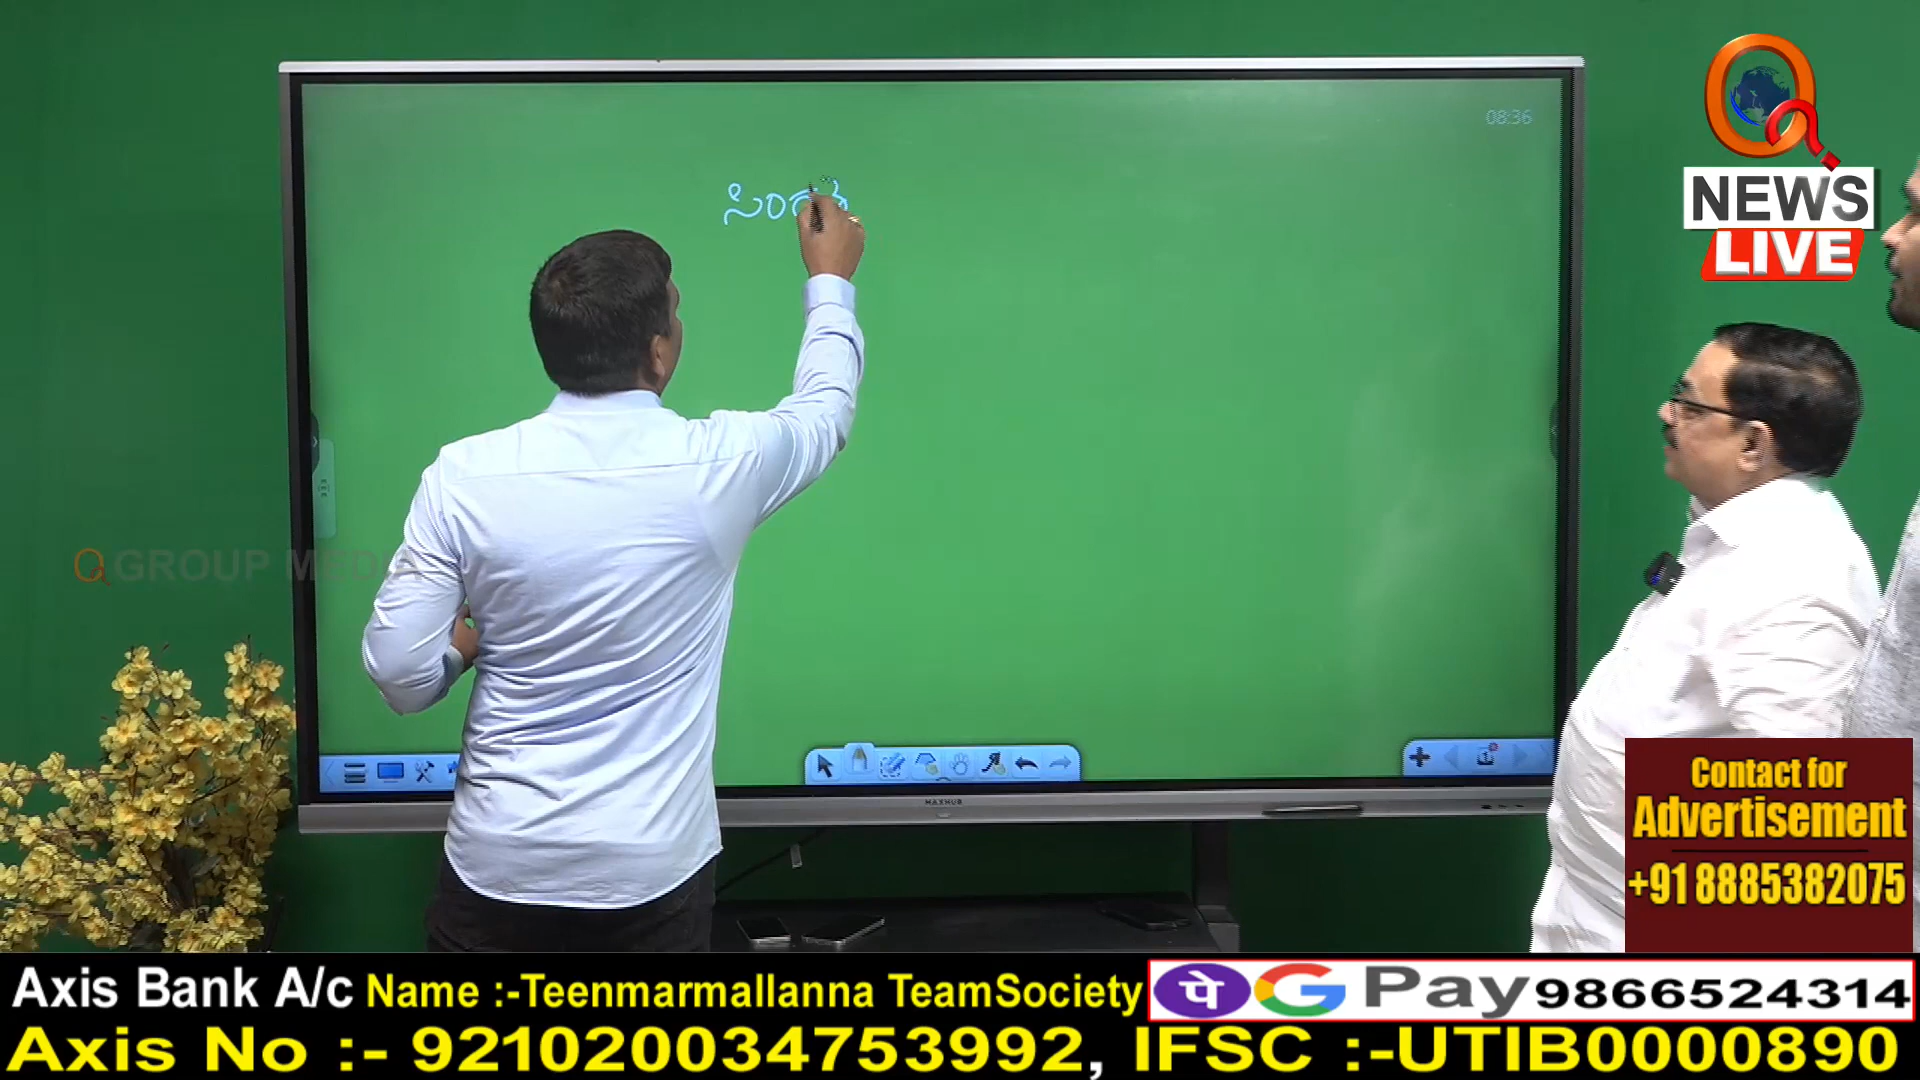 08:36
Q
NEWS
LIVE
Q GROUP MEDIA
MAXHUB
Contact for
Advertisement
+91 8885382075
Axis Bank A/c Name :-Teenmarmallanna TeamSociety पे G Pay 9866524314
Axis No :- 921020034753992, IFSC :-UTIB0000890